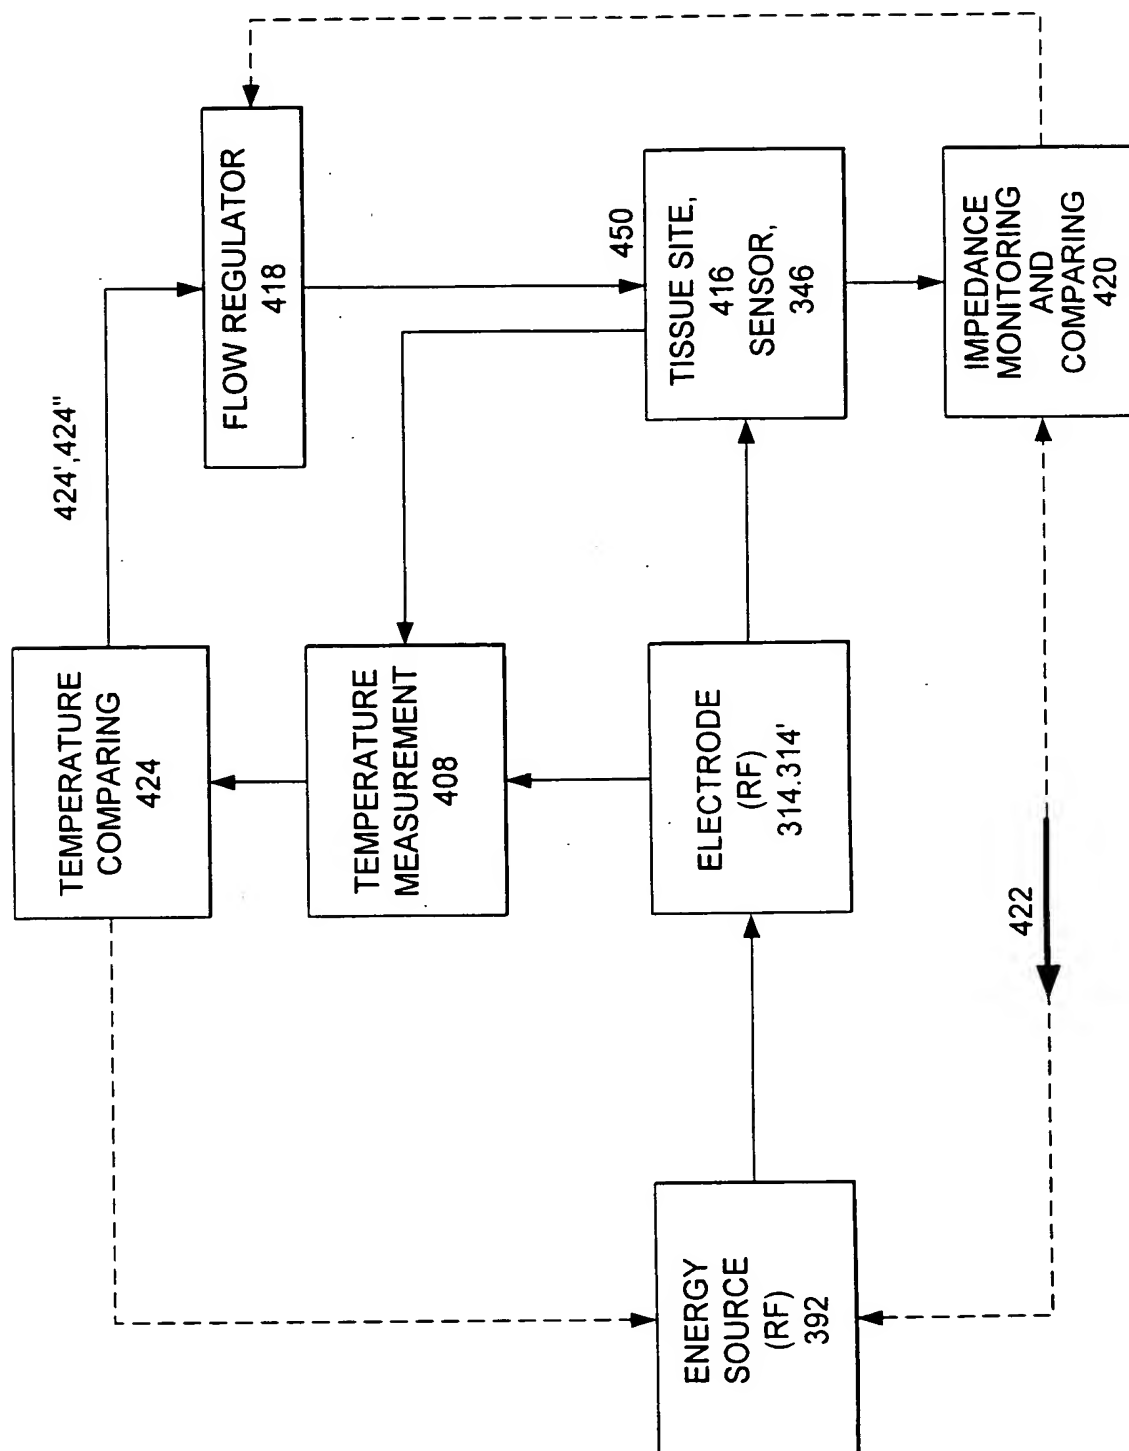 TEMPERATURE
COMPARING
424
424',424"
FLOW REGULATOR
418
TEMPERATURE
MEASUREMENT
408
450
TISSUE SITE,
416
SENSOR,
346
ENERGY
SOURCE
(RF)
392
ELECTRODE
(RF)
314.314'
422
IMPEDANCE
MONITORING
AND
COMPARING
420